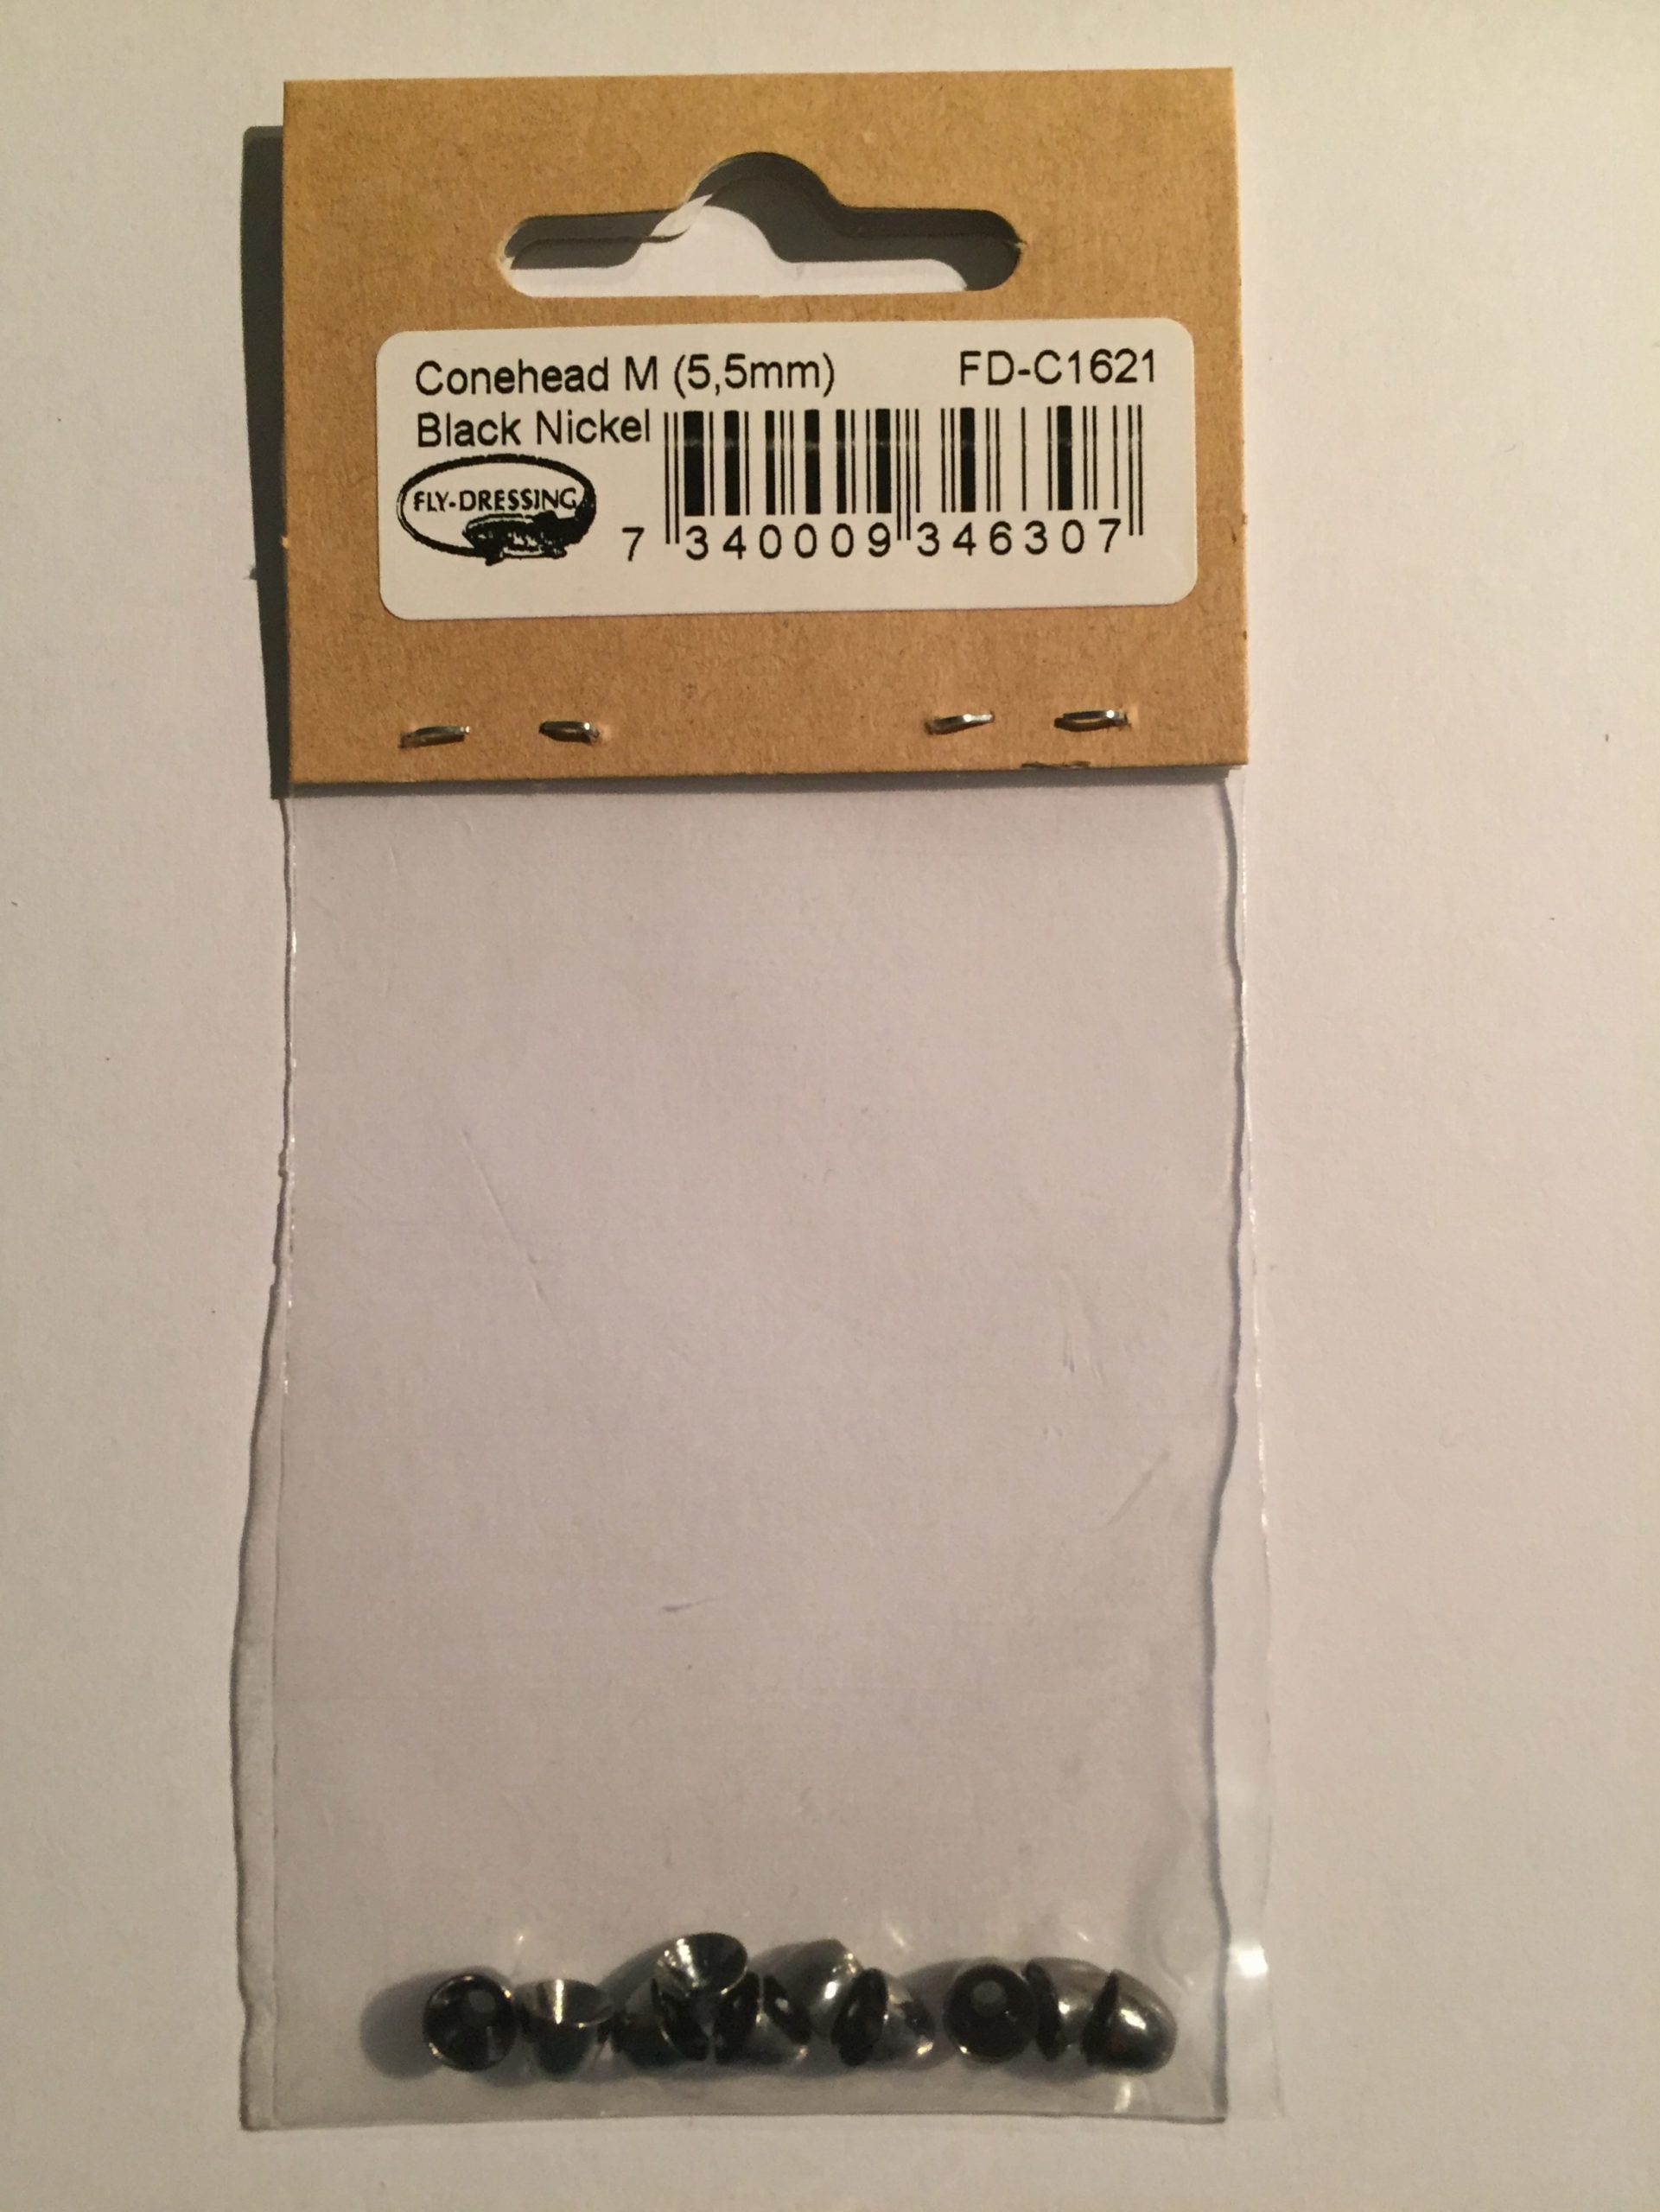 Conehead M (5,5mm) FD-C1621
Black Nickel
FLY-DRESSING
7 340009 346307